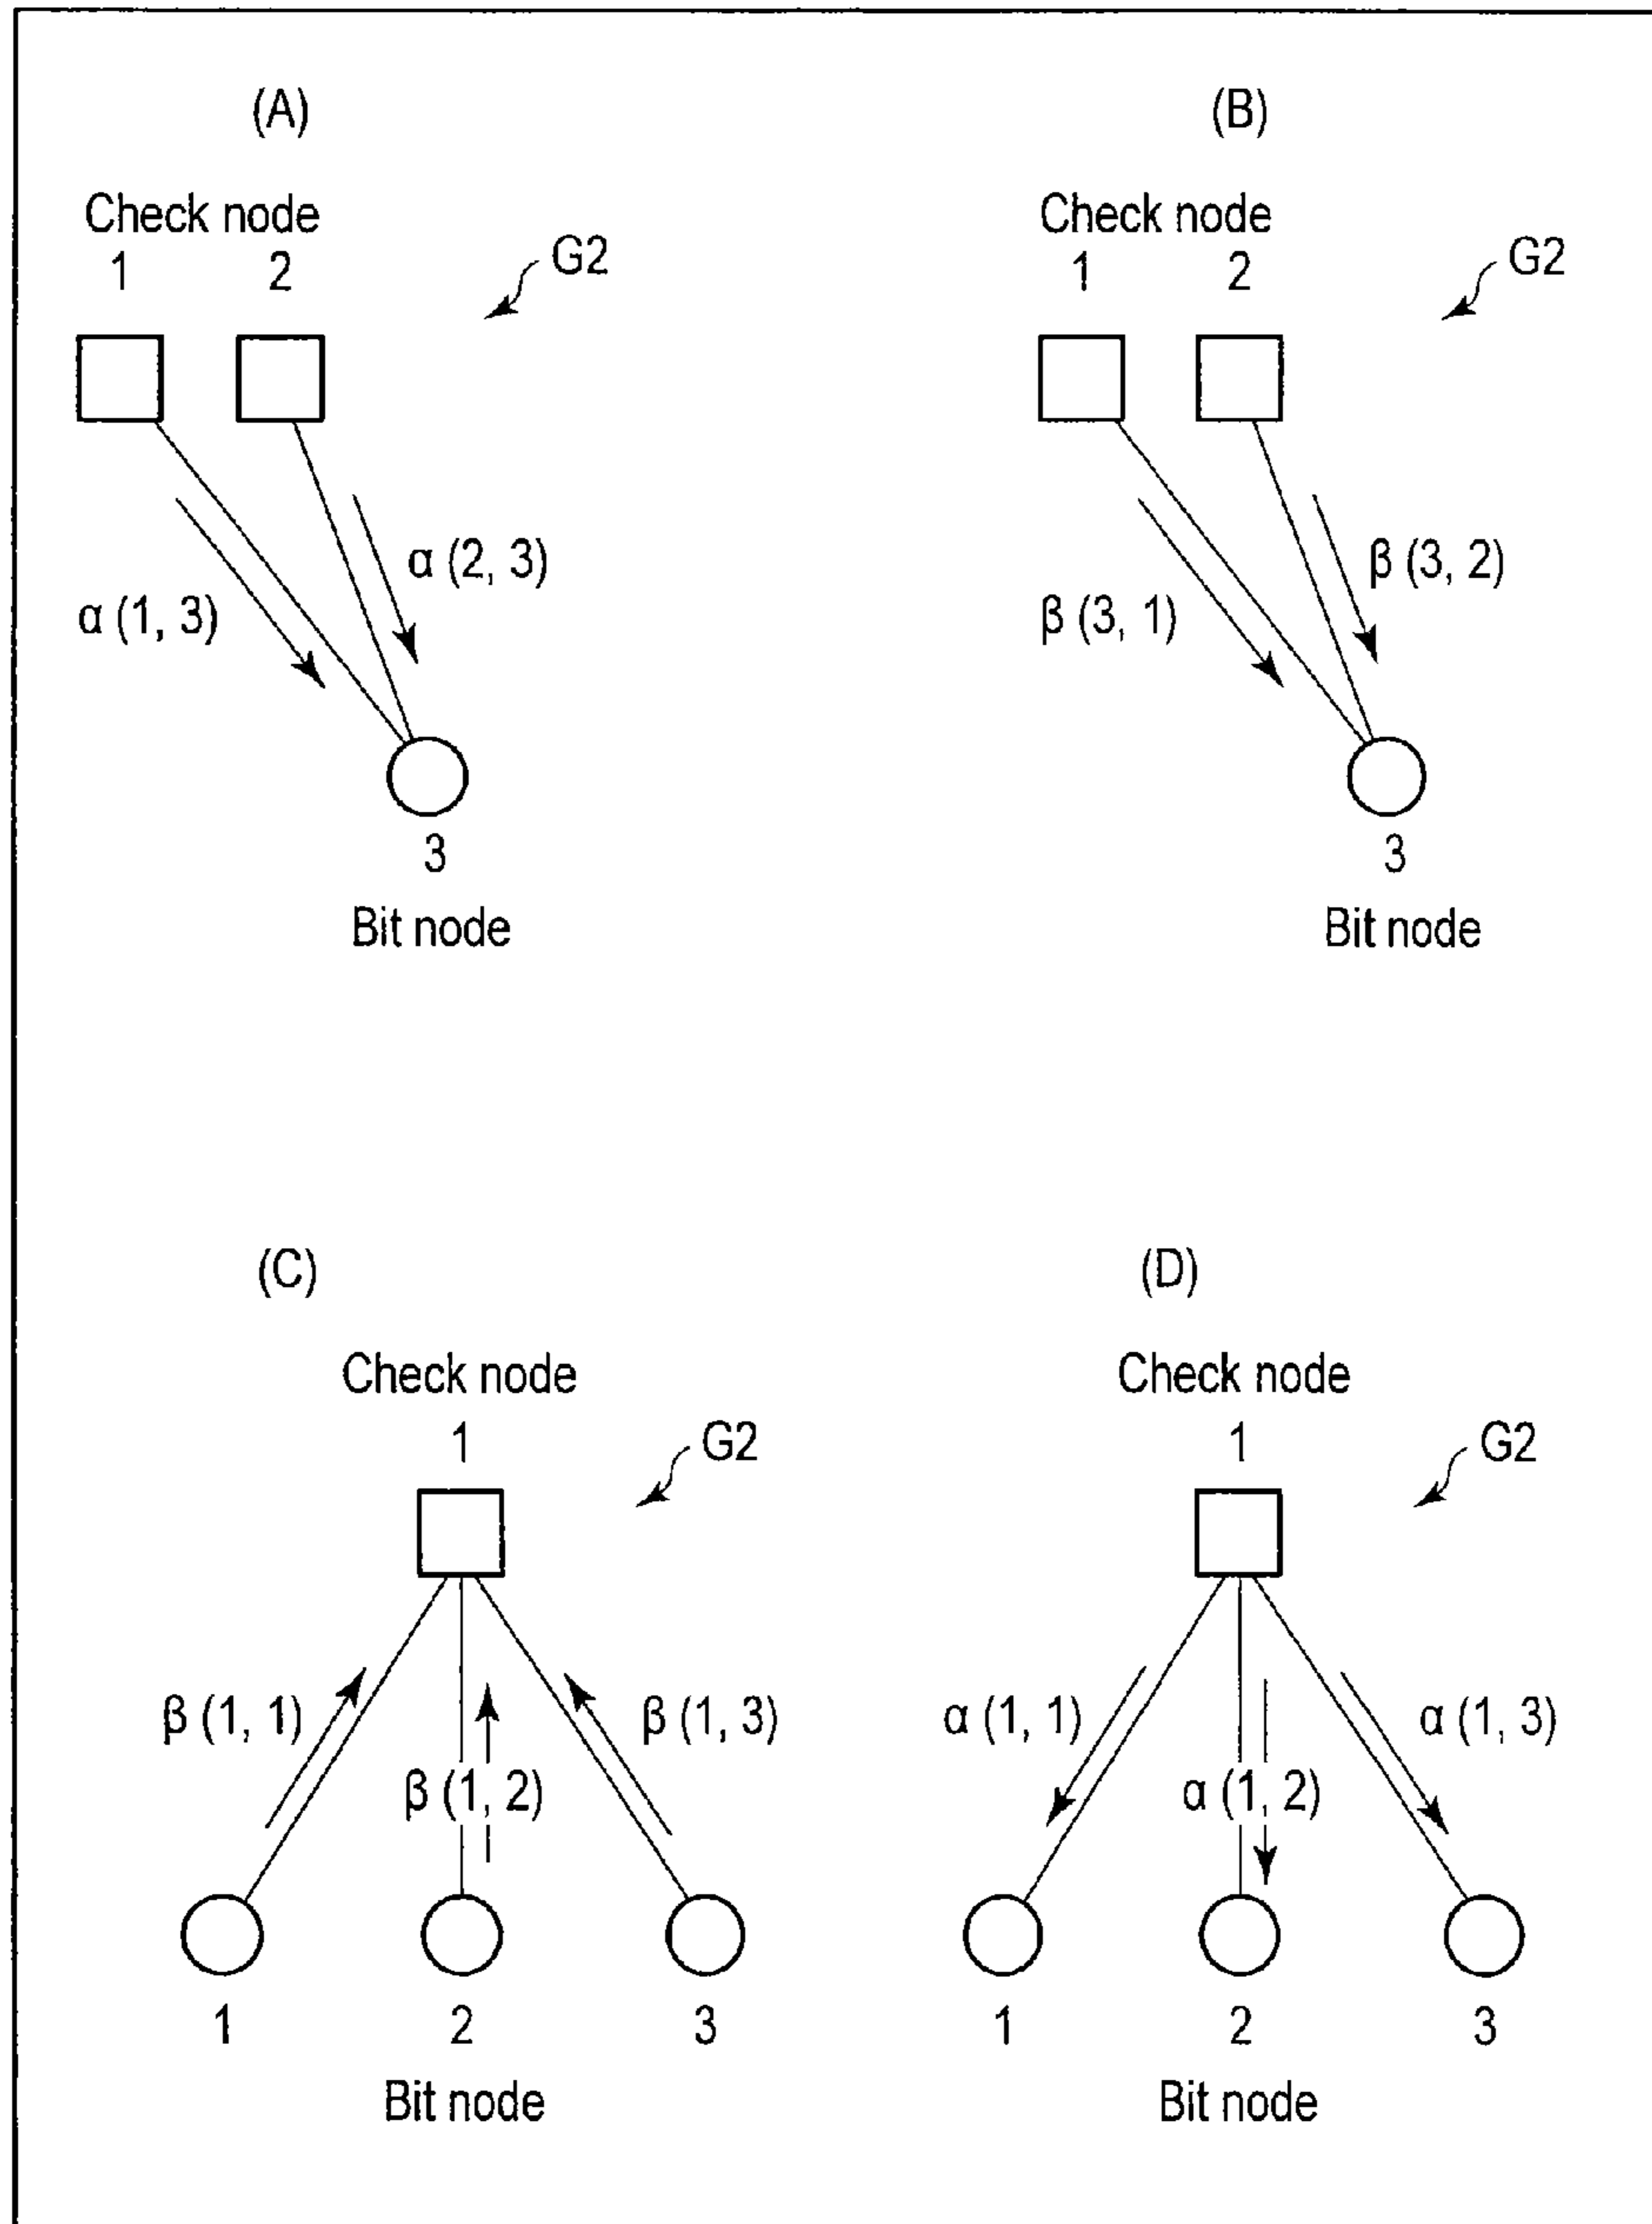 (A)
Check node
1 2
G2
α (2, 3)
α (1, 3)
3
Bit node
(B)
Check node
1 2
G2
β (3, 2)
β (3, 1)
3
Bit node
(C)
Check node
1
G2
β (1, 1)
β (1, 3)
β (1, 2)
1 2 3
Bit node
(D)
Check node
1
G2
α (1, 1)
α (1, 3)
α (1, 2)
1 2 3
Bit node